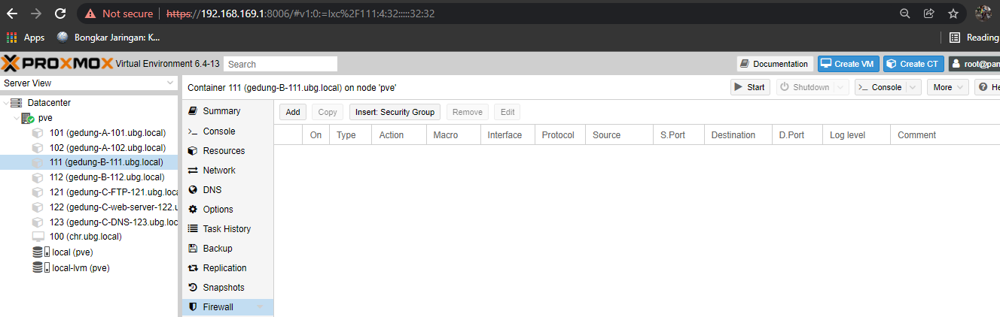 Not secure https://192.168.169.1:8006/#v1:0:=lxc%2F111:4:32:::::32:32
Apps Bongkar Jaringan: K... Reading
PROXMOX Virtual Environment 6.4-13 Search Documentation Create VM Create CT root@pam
Server View
Container 111 (gedung-B-111.ubg.local) on node 'pve' Start Shutdown Console More He
Datacenter
pve
101 (gedung-A-101.ubg.local)
102 (gedung-A-102.ubg.local)
111 (gedung-B-111.ubg.local)
112 (gedung-B-112.ubg.local)
121 (gedung-C-FTP-121.ubg.loca
122 (gedung-C-web-server-122.u
123 (gedung-C-DNS-123.ubg.loc
100 (chr.ubg.local)
local (pve)
local-lvm (pve)
Summary
Console
Resources
Network
DNS
Options
Task History
Backup
Replication
Snapshots
Firewall
Add Copy Insert: Security Group Remove Edit
On Type Action Macro Interface Protocol Source S.Port Destination D.Port Log level Comment